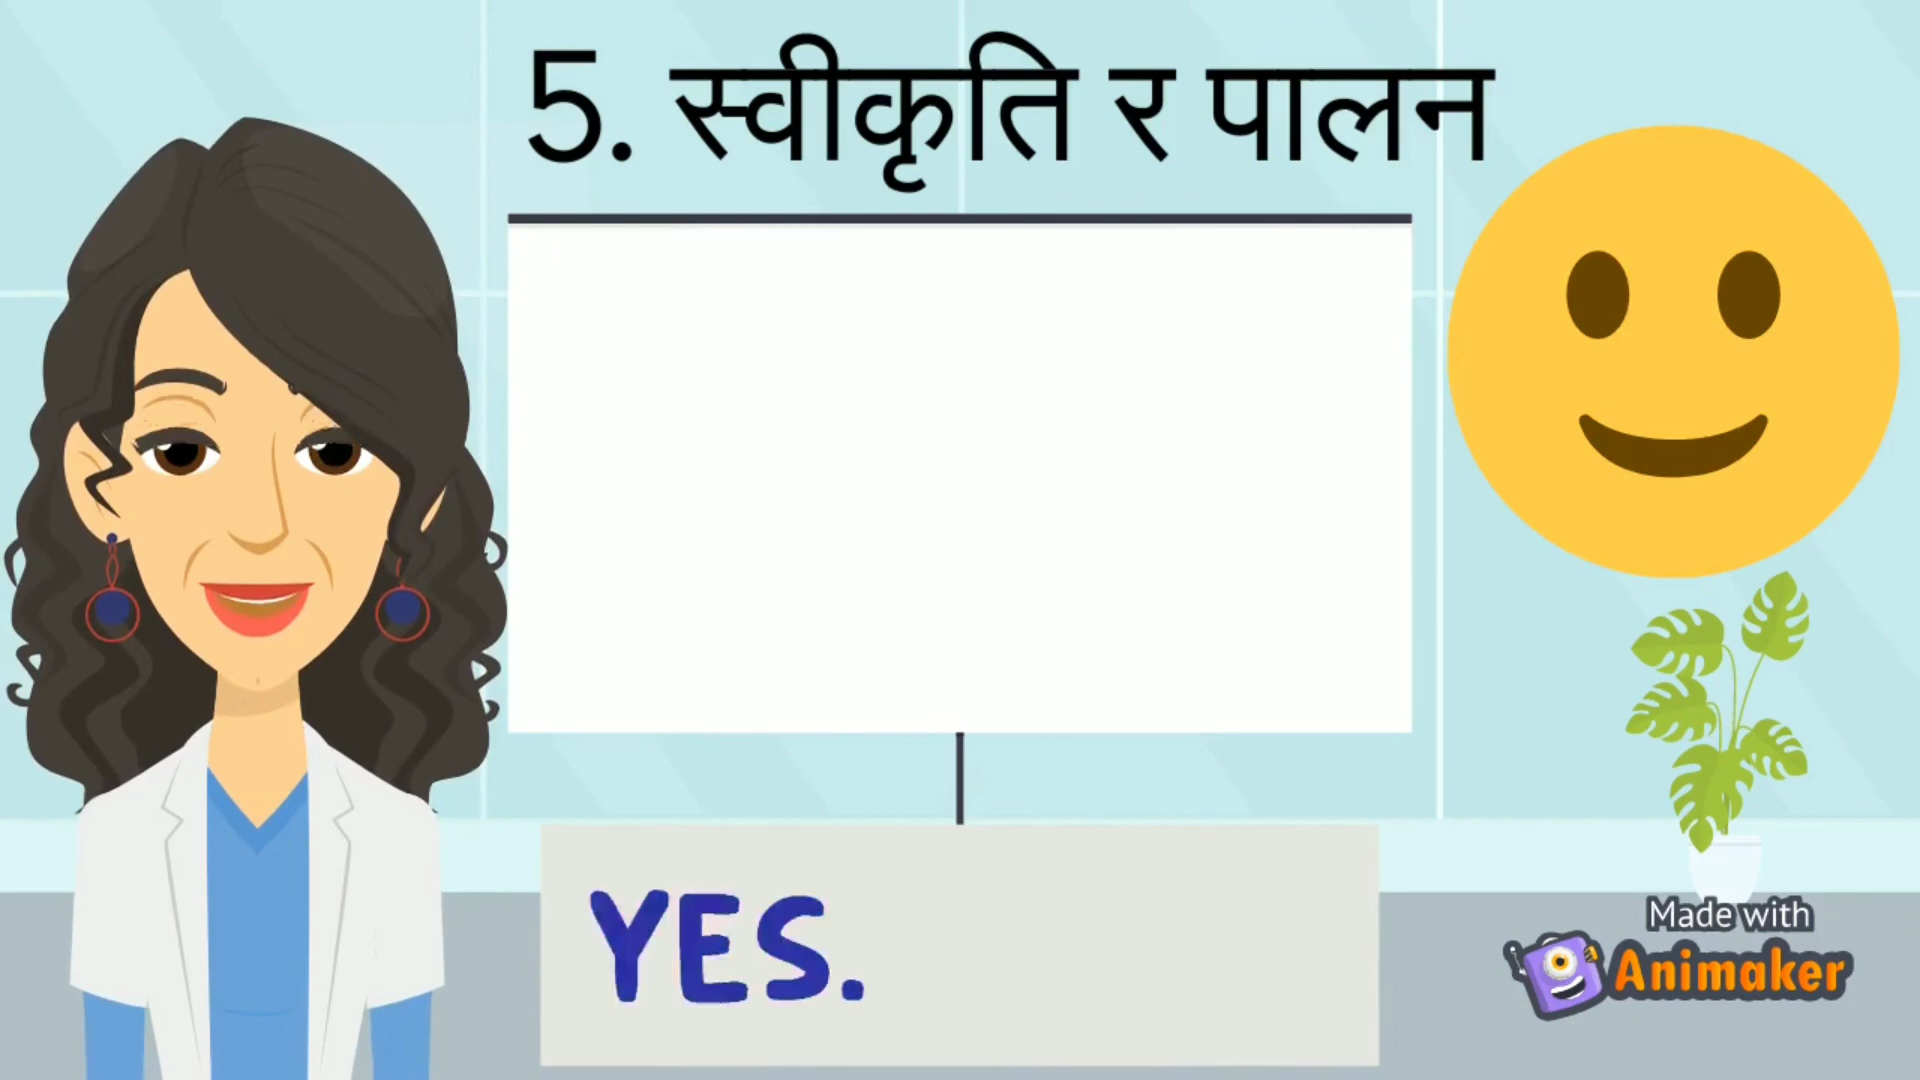 5. स्वीकृति र पालन
YES.
Made with
Animaker